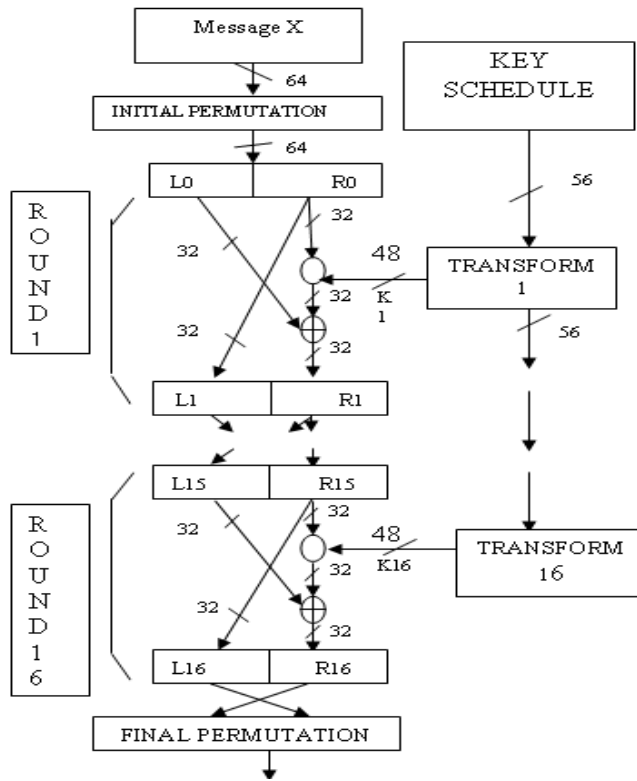 Message X
64
INITIAL PERMUTATION
64
KEY
SCHEDULE
56
L0 R0
R
O
U
N
D
1
32
32
48
K
1
TRANSFORM
1
32
32
32
56
L1 R1
L15 R15
R
O
U
N
D
1
6
32
32
48
K16
TRANSFORM
16
32
32
32
L16 R16
FINAL PERMUTATION